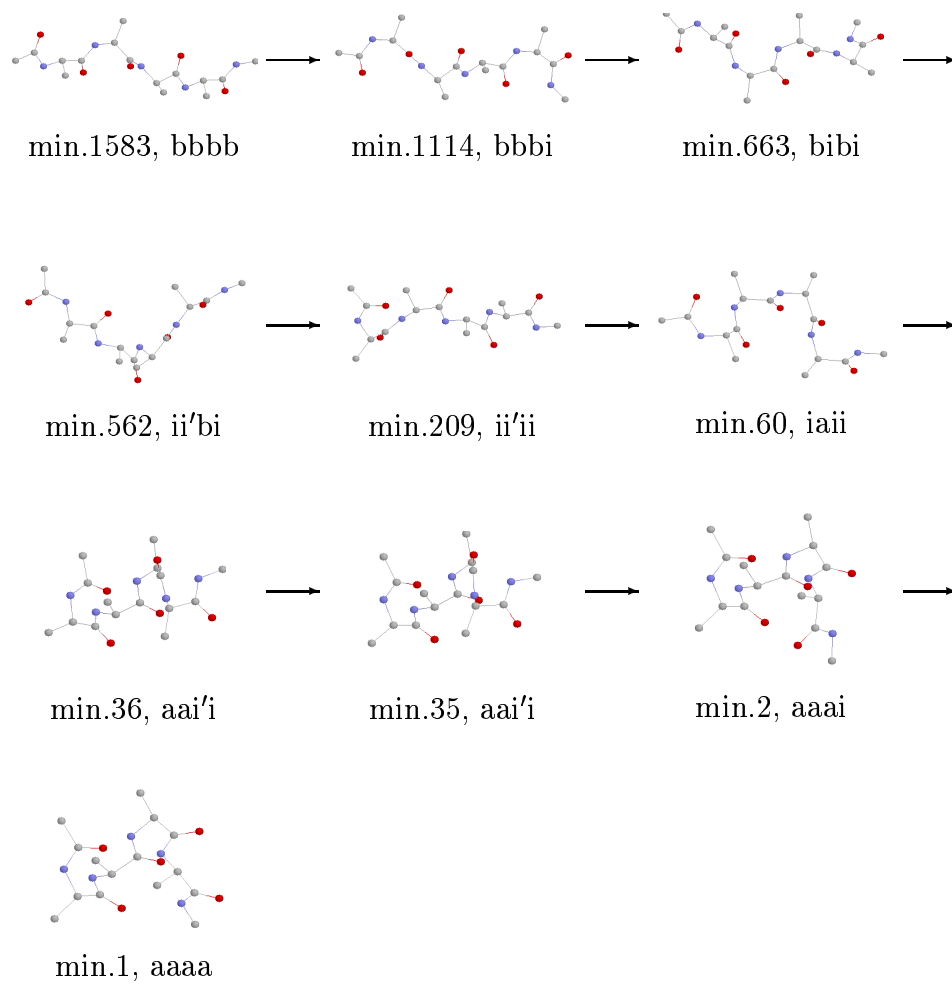 min.1583, bbbb
min.1114, bbbi
min.663, bibi
min.562, ii′bi
min.209, ii′ii
min.60, iaii
min.36, aai′i
min.35, aai′i
min.2, aaai
min.1, aaaa